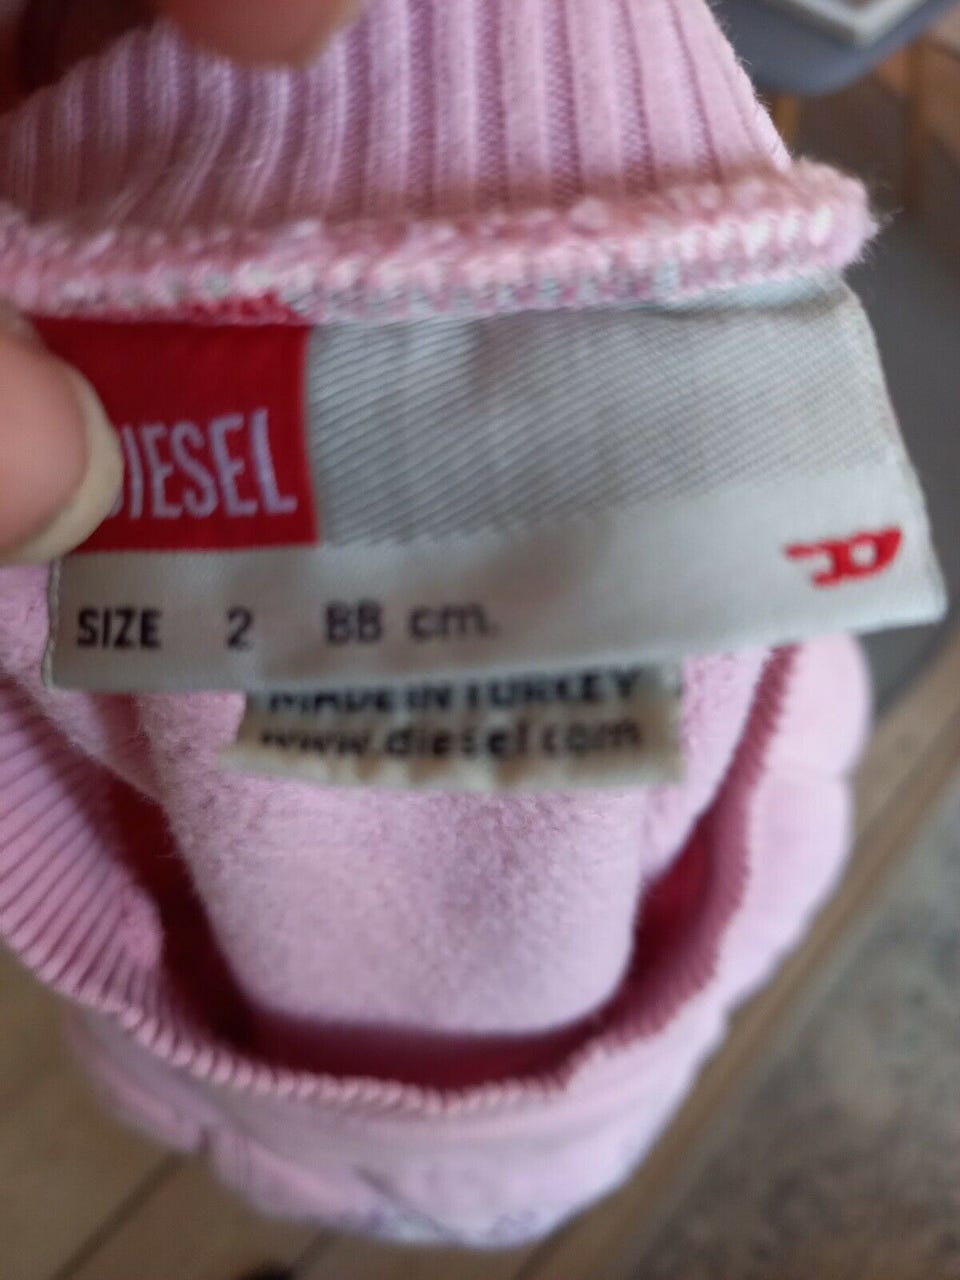 DIESEL
SIZE 2 88 cm.
MADE IN TURKEY
www.diesel.com